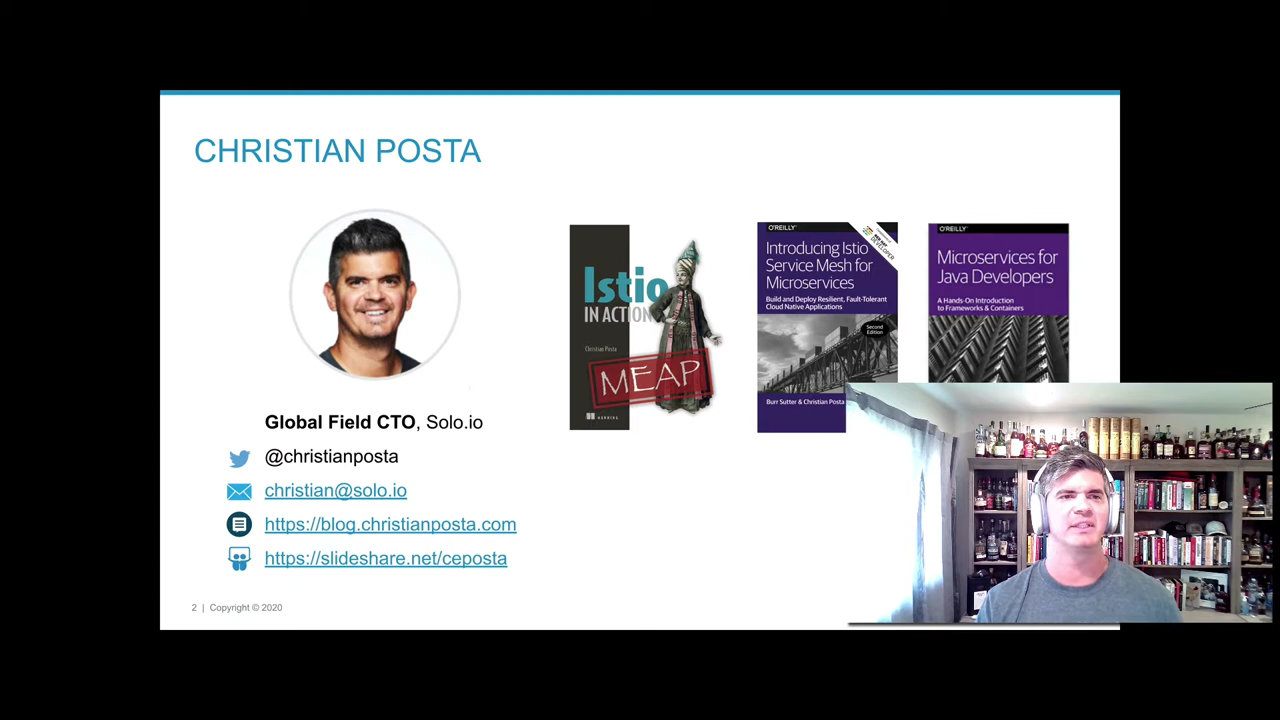 CHRISTIAN POSTA
Global Field CTO, Solo.io
@christianposta
christian@solo.io
https://blog.christianposta.com
https://slideshare.net/ceposta
2 | Copyright © 2020
Istio
IN ACTION
Christian Posta
MEAP
MANNING
O'REILLY
Introducing Istio
Service Mesh for
Microservices
Build and Deploy Resilient, Fault-Tolerant
Cloud Native Applications
Second
Edition
Burr Sutter & Christian Posta
O'REILLY
Microservices for
Java Developers
A Hands-On Introduction
to Frameworks & Containers